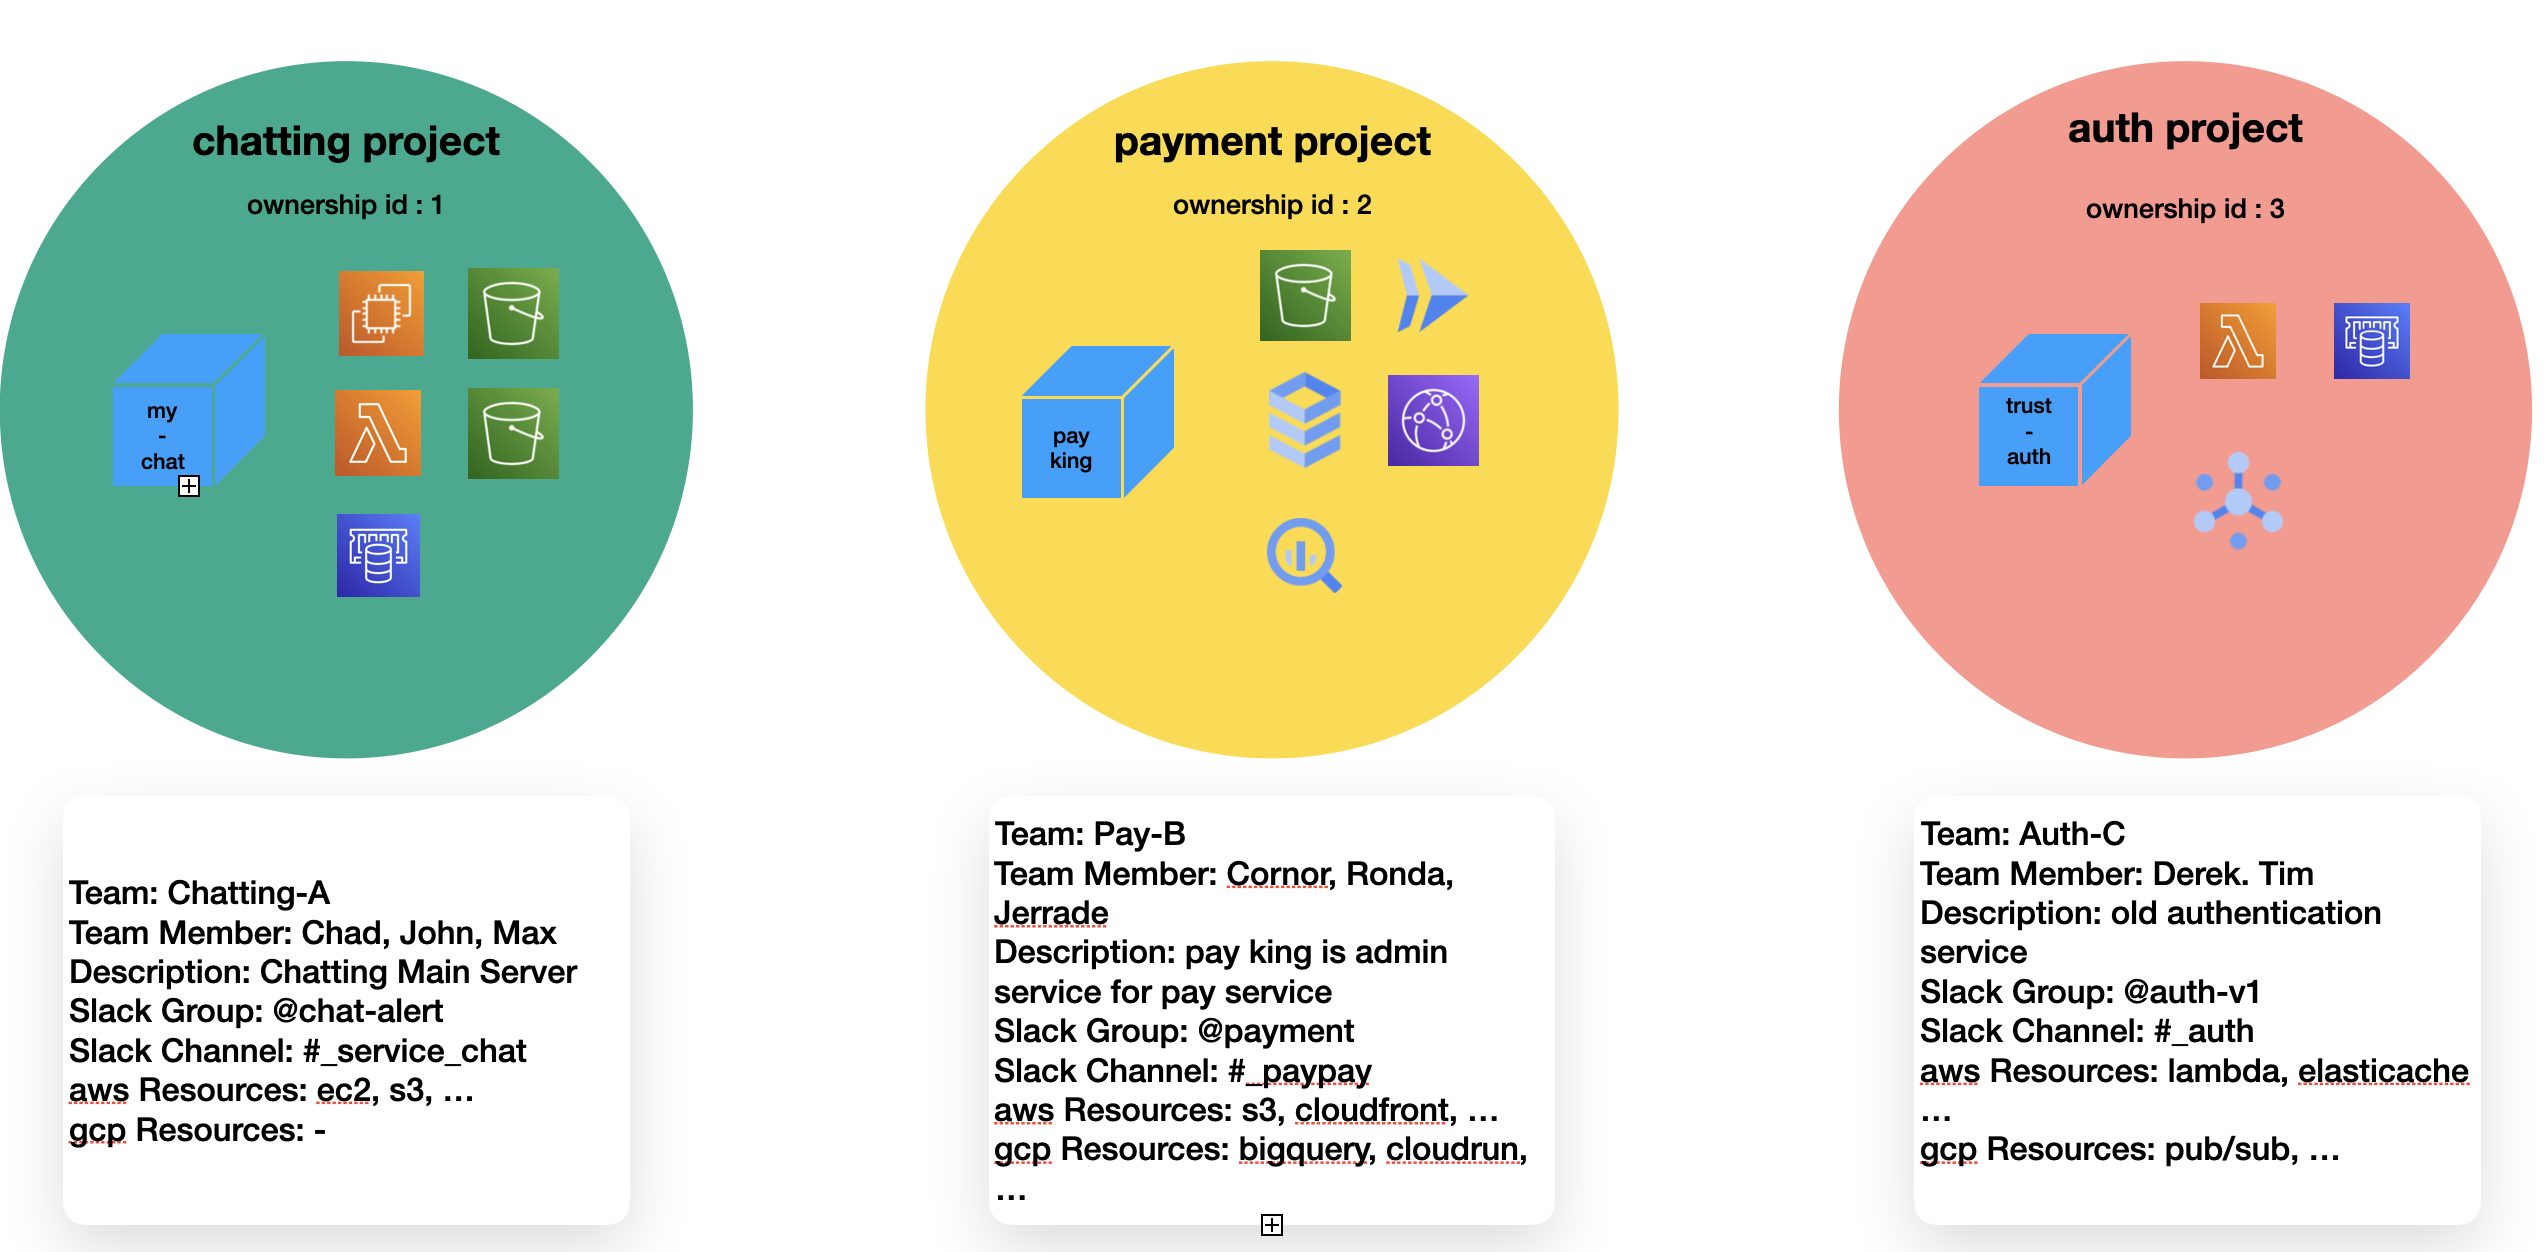 chatting project
ownership id : 1
my
-
chat
Team: Chatting-A
Team Member: Chad, John, Max
Description: Chatting Main Server
Slack Group: @chat-alert
Slack Channel: #_service_chat
aws Resources: ec2, s3, …
gcp Resources: -
payment project
ownership id : 2
pay
king
Team: Pay-B
Team Member: Cornor, Ronda,
Jerrade
Description: pay king is admin
service for pay service
Slack Group: @payment
Slack Channel: #_paypay
aws Resources: s3, cloudfront, …
gcp Resources: bigquery, cloudrun,
…
auth project
ownership id : 3
trust
-
auth
Team: Auth-C
Team Member: Derek. Tim
Description: old authentication
service
Slack Group: @auth-v1
Slack Channel: #_auth
aws Resources: lambda, elasticache
…
gcp Resources: pub/sub, …